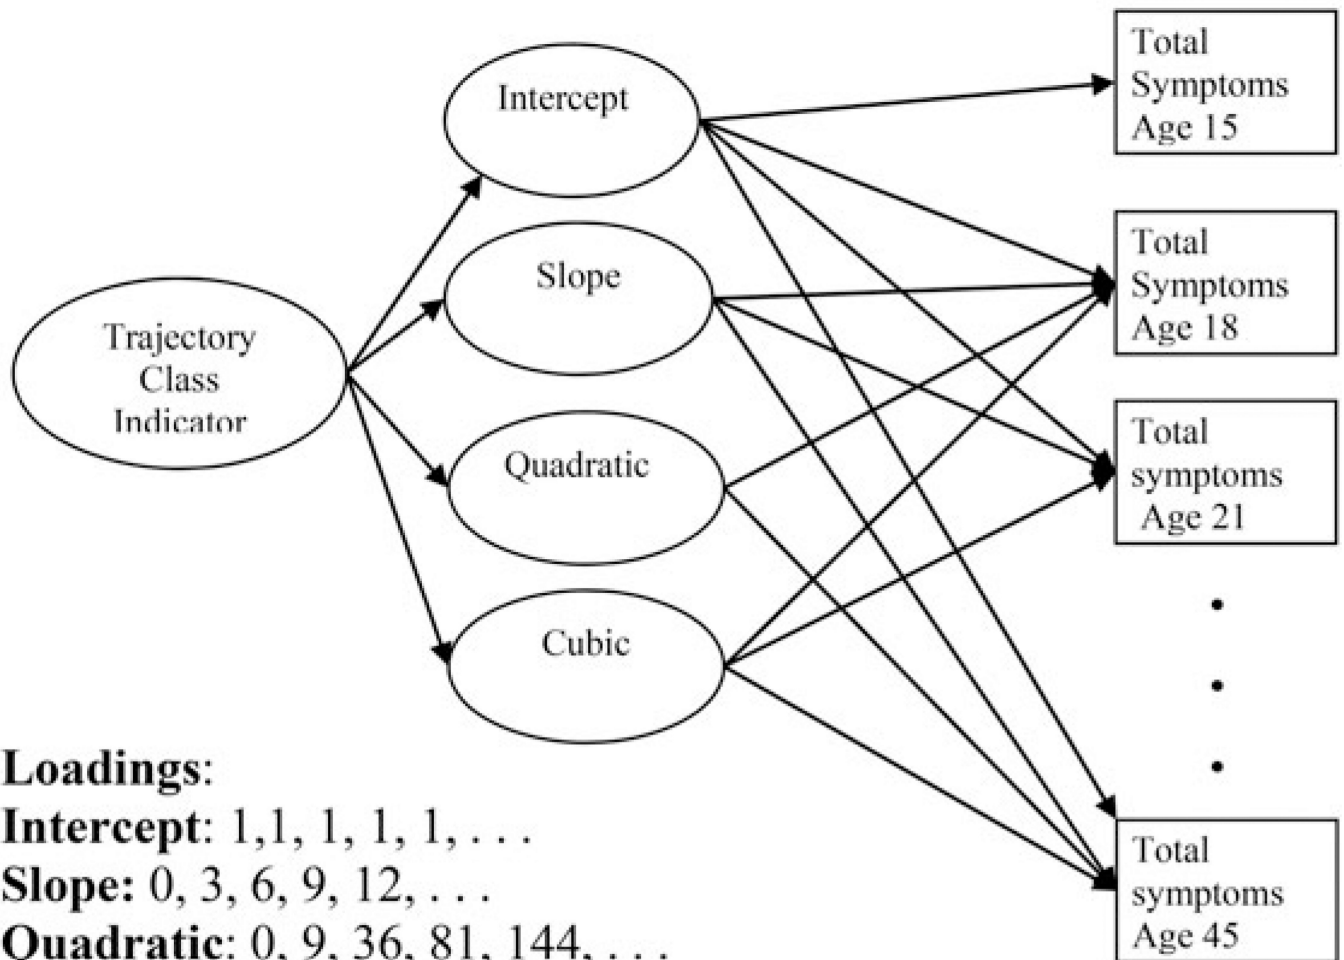 Intercept
Slope
Quadratic
Cubic
Trajectory
Class
Indicator
Total
Symptoms
Age 15
Total
Symptoms
Age 18
Total
symptoms
Age 21
Total
symptoms
Age 45
Loadings:
Intercept: 1,1, 1, 1, 1, . . .
Slope: 0, 3, 6, 9, 12, . . .
Quadratic: 0, 9, 36, 81, 144, . . .